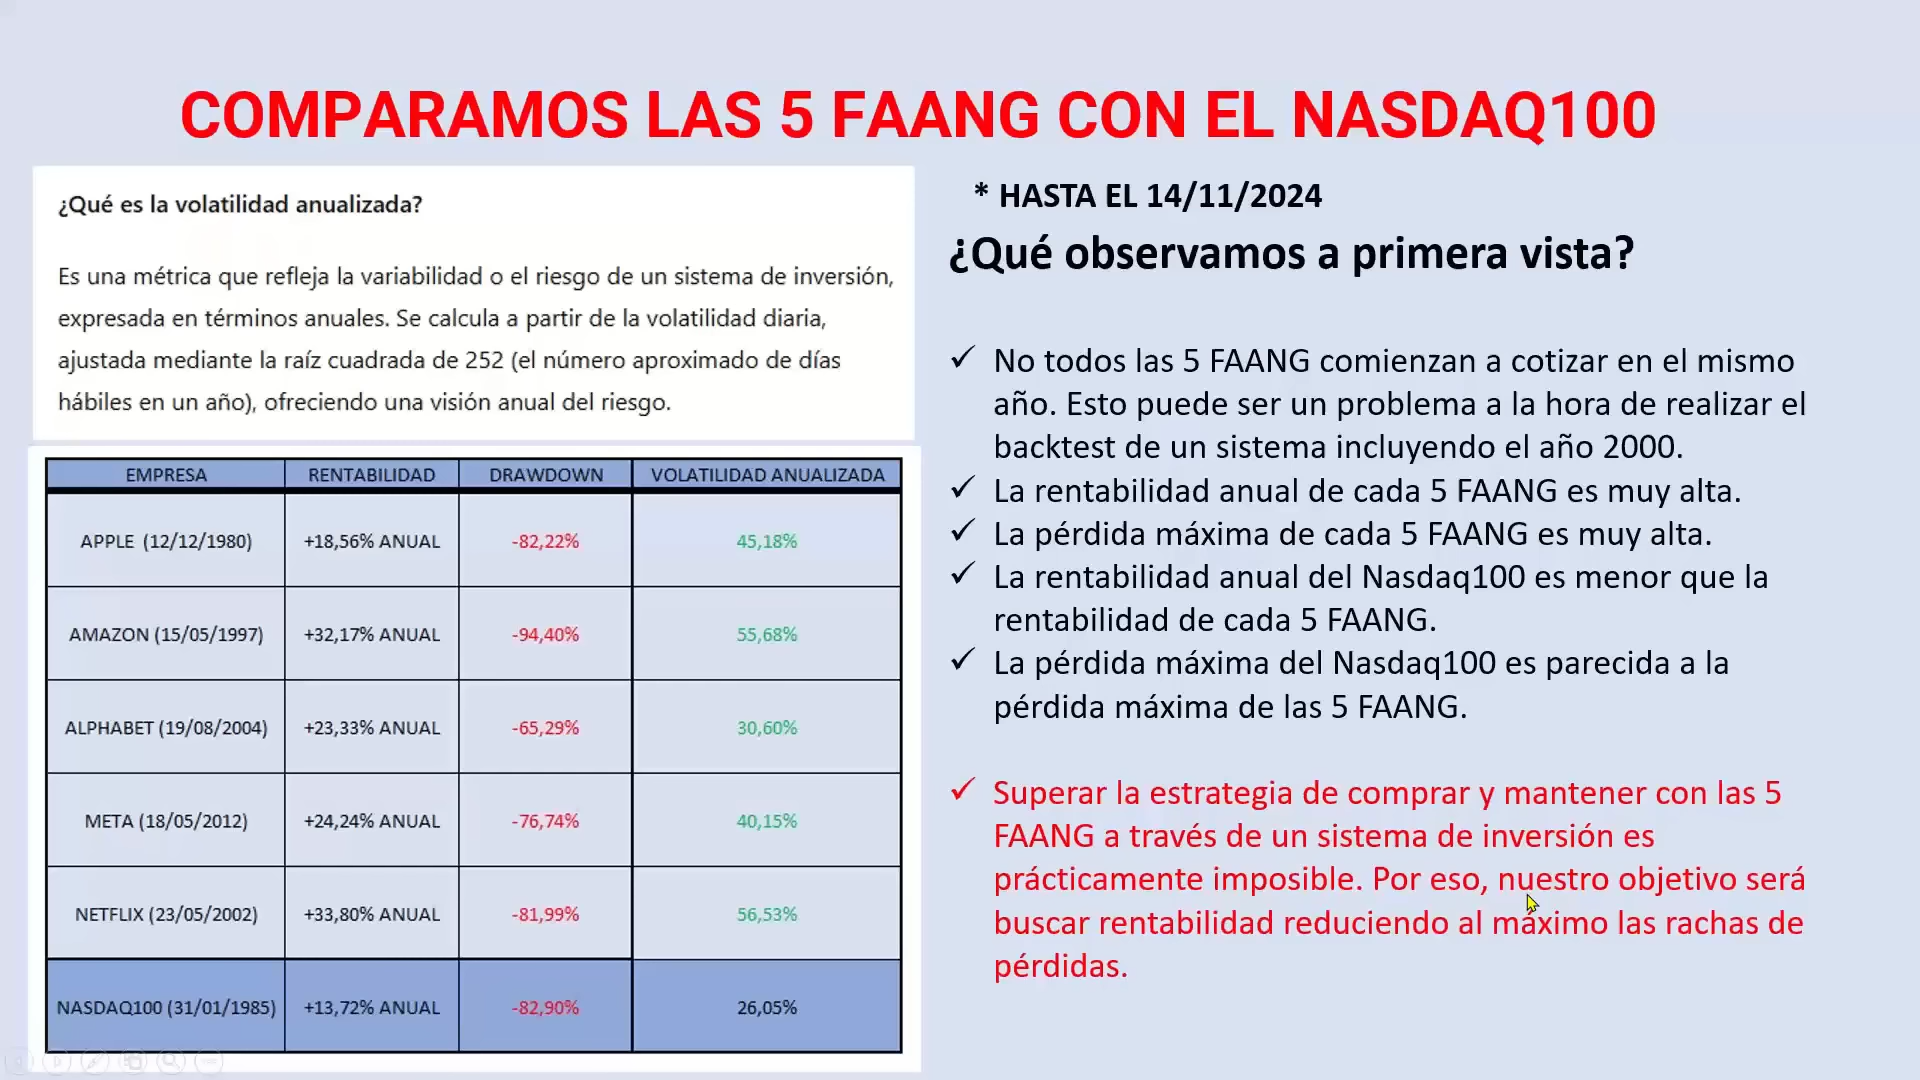 COMPARAMOS LAS 5 FAANG CON EL NASDAQ100
¿Qué es la volatilidad anualizada?
Es una métrica que refleja la variabilidad o el riesgo de un sistema de inversión,
expresada en términos anuales. Se calcula a partir de la volatilidad diaria,
ajustada mediante la raíz cuadrada de 252 (el número aproximado de días
hábiles en un año), ofreciendo una visión anual del riesgo.
EMPRESA RENTABILIDAD DRAWDOWN VOLATILIDAD ANUALIZADA
APPLE (12/12/1980) +18,56% ANUAL -82,22% 45,18%
AMAZON (15/05/1997) +32,17% ANUAL -94,40% 55,68%
ALPHABET (19/08/2004) +23,33% ANUAL -65,29% 30,60%
META (18/05/2012) +24,24% ANUAL -76,74% 40,15%
NETFLIX (23/05/2002) +33,80% ANUAL -81,99% 56,53%
NASDAQ100 (31/01/1985) +13,72% ANUAL -82,90% 26,05%
* HASTA EL 14/11/2024
¿Qué observamos a primera vista?
✓ No todos las 5 FAANG comienzan a cotizar en el mismo
año. Esto puede ser un problema a la hora de realizar el
backtest de un sistema incluyendo el año 2000.
✓ La rentabilidad anual de cada 5 FAANG es muy alta.
✓ La pérdida máxima de cada 5 FAANG es muy alta.
✓ La rentabilidad anual del Nasdaq100 es menor que la
rentabilidad de cada 5 FAANG.
✓ La pérdida máxima del Nasdaq100 es parecida a la
pérdida máxima de las 5 FAANG.
✓ Superar la estrategia de comprar y mantener con las 5
FAANG a través de un sistema de inversión es
prácticamente imposible. Por eso, nuestro objetivo será
buscar rentabilidad reduciendo al máximo las rachas de
pérdidas.